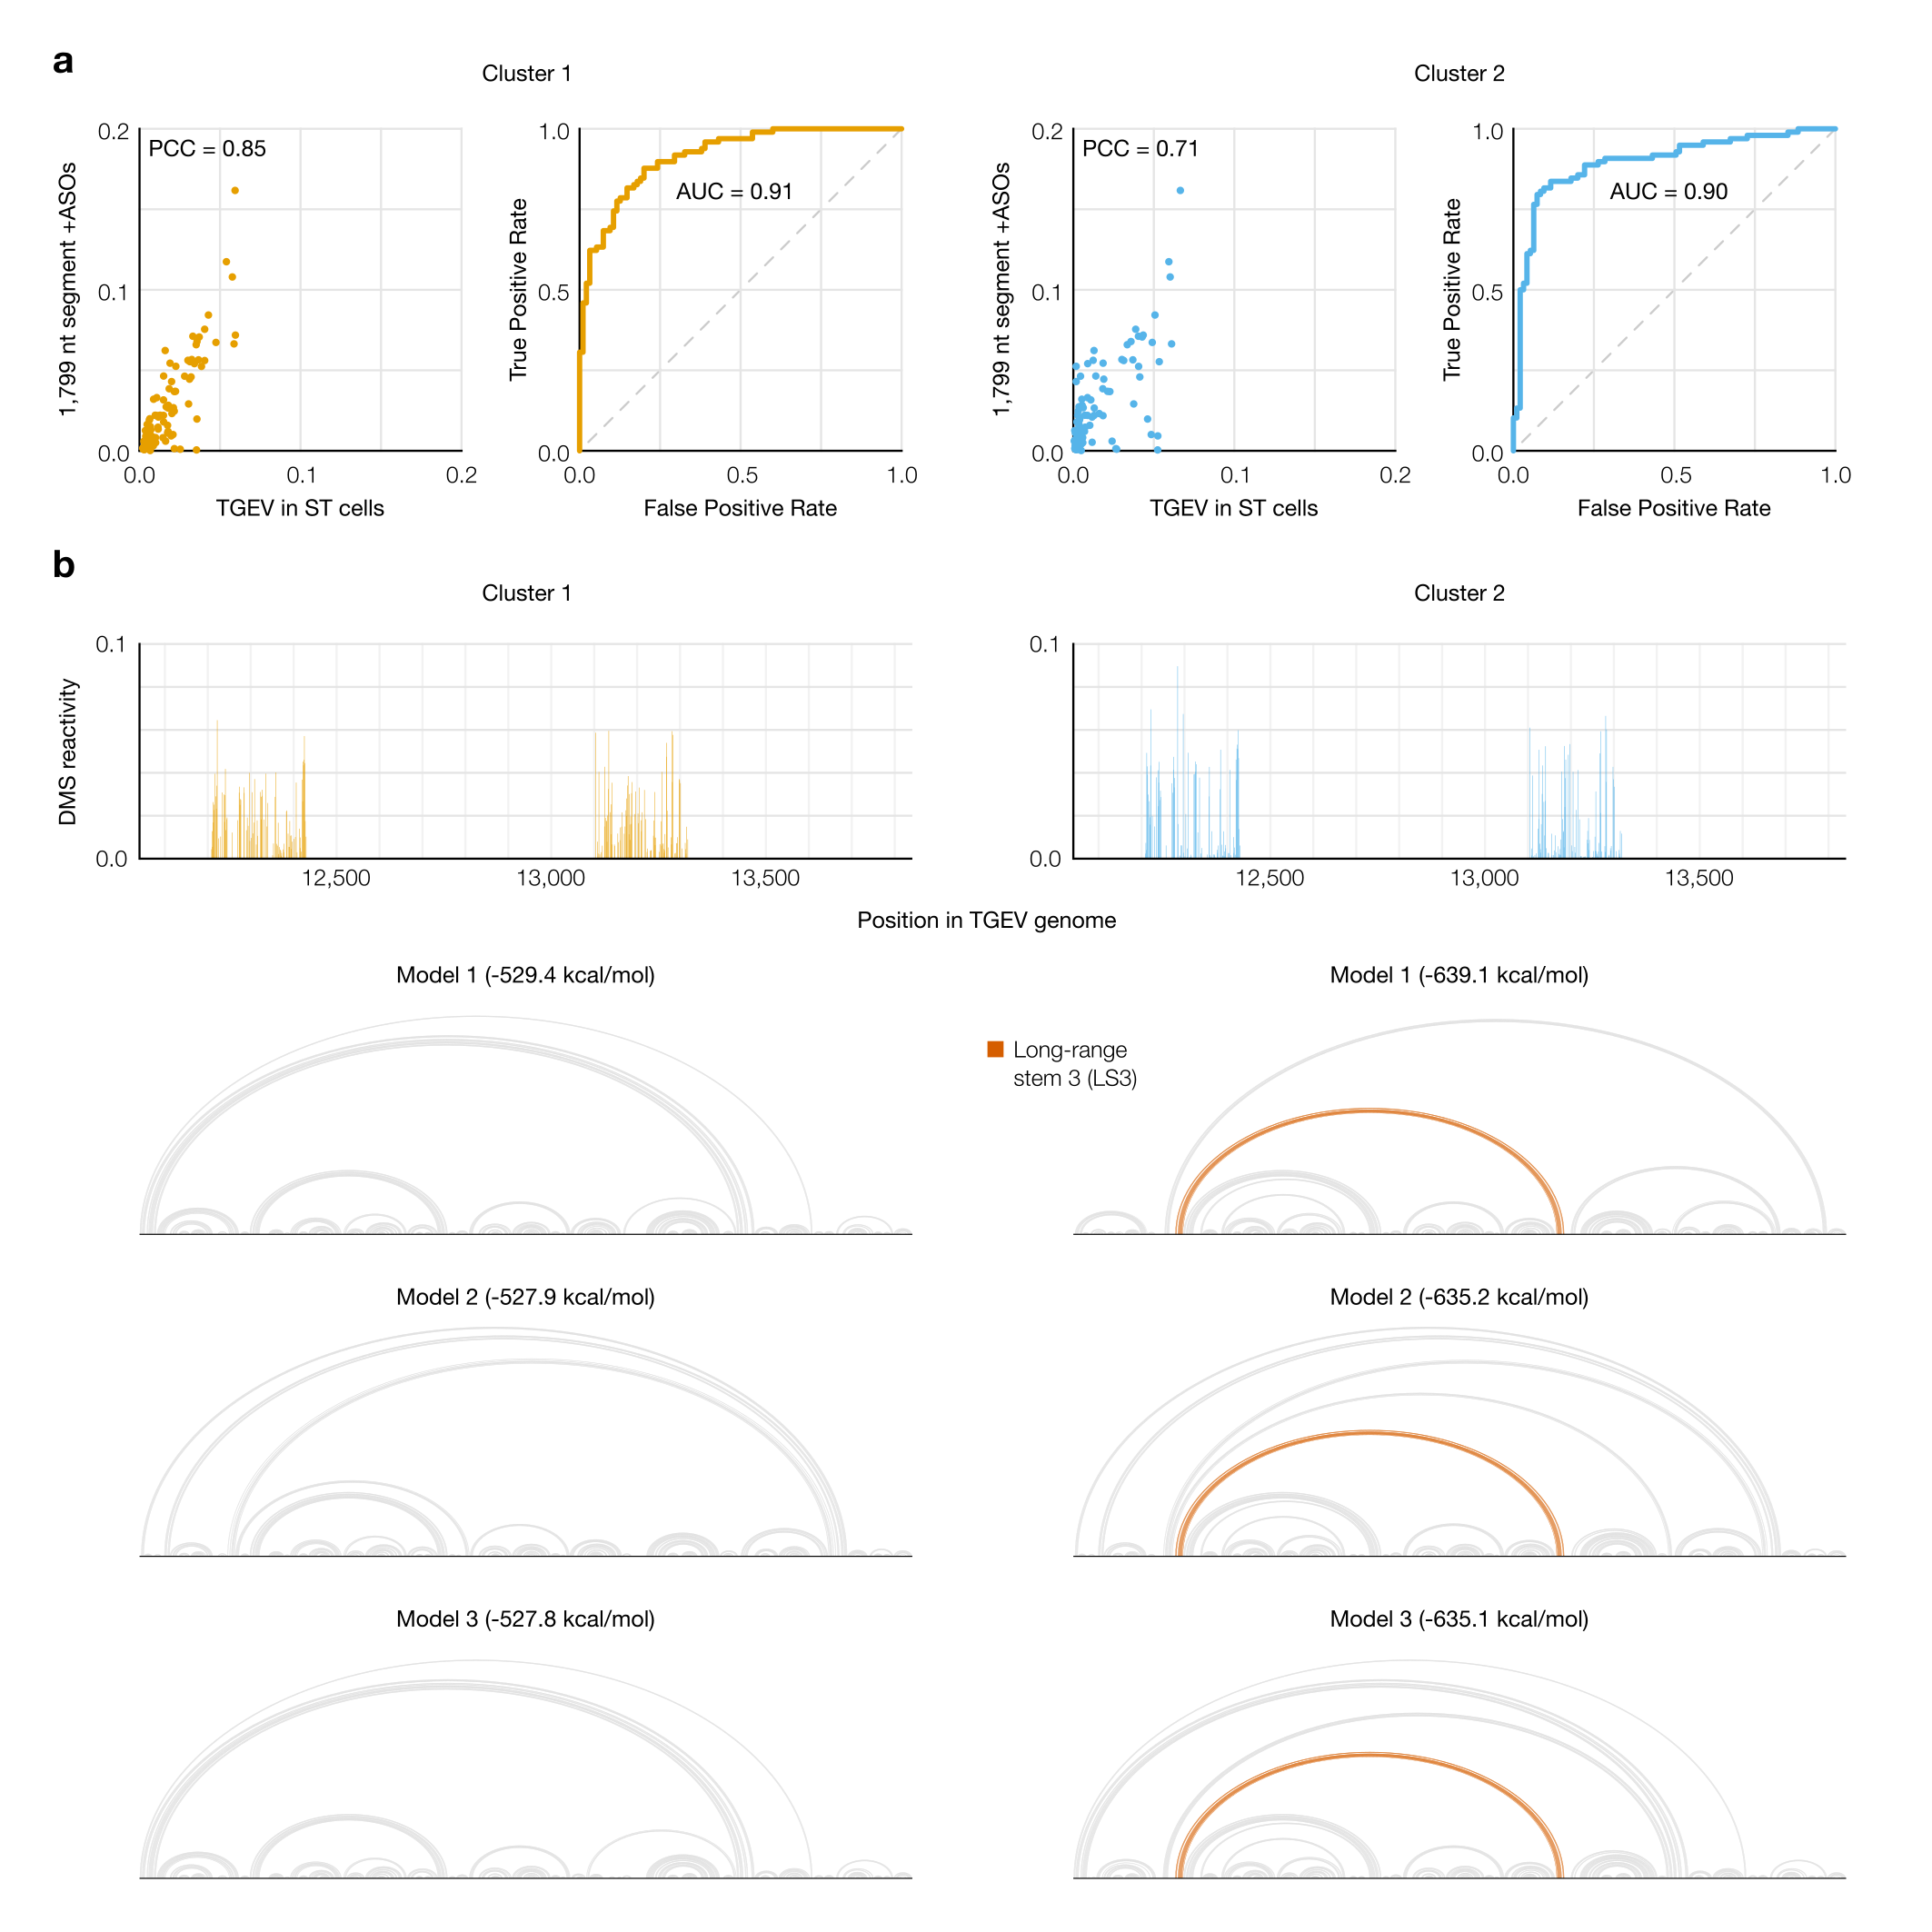 a
Cluster 1
Cluster 2
0.2
0.1
0.0
1,799 nt segment +ASOs
PCC = 0.85
0.0
0.1
0.2
TGEV in ST cells
1.0
0.5
0.0
True Positive Rate
AUC = 0.91
0.0
0.5
1.0
False Positive Rate
0.2
0.1
0.0
1,799 nt segment +ASOs
PCC = 0.71
0.0
0.1
0.2
TGEV in ST cells
1.0
0.5
0.0
True Positive Rate
AUC = 0.90
0.0
0.5
1.0
False Positive Rate
b
Cluster 1
Cluster 2
0.1
0.0
DMS reactivity
12,500
13,000
13,500
0.1
0.0
12,500
13,000
13,500
Position in TGEV genome
Model 1 (-529.4 kcal/mol)
Model 1 (-639.1 kcal/mol)
Long-range
stem 3 (LS3)
Model 2 (-527.9 kcal/mol)
Model 2 (-635.2 kcal/mol)
Model 3 (-527.8 kcal/mol)
Model 3 (-635.1 kcal/mol)